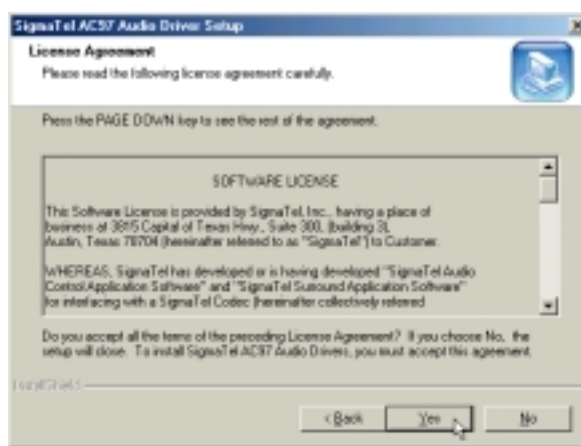 SigmaTel AC97 Audio Driver Setup
License Agreement
Please read the following license agreement carefully.
Press the PAGE DOWN key to see the rest of the agreement.
SOFTWARE LICENSE
This Software License is provided by SigmaTel, Inc., having a place of
business at 3815 Capital of Texas Hwy., Suite 300, (building 3),
Austin, Texas 78704 (hereinafter referred to as "SigmaTel") to Customer.
WHEREAS, SigmaTel has developed or is having developed "SigmaTel Audio
Control Application Software" and "SigmaTel Surround Application Software"
for interfacing with a SigmaTel Codec (hereinafter collectively referred
Do you accept all the terms of the preceding License Agreement? If you choose No, the
setup will close. To install SigmaTel AC97 Audio Drivers, you must accept this agreement.
InstallShield
< Back
Yes
No